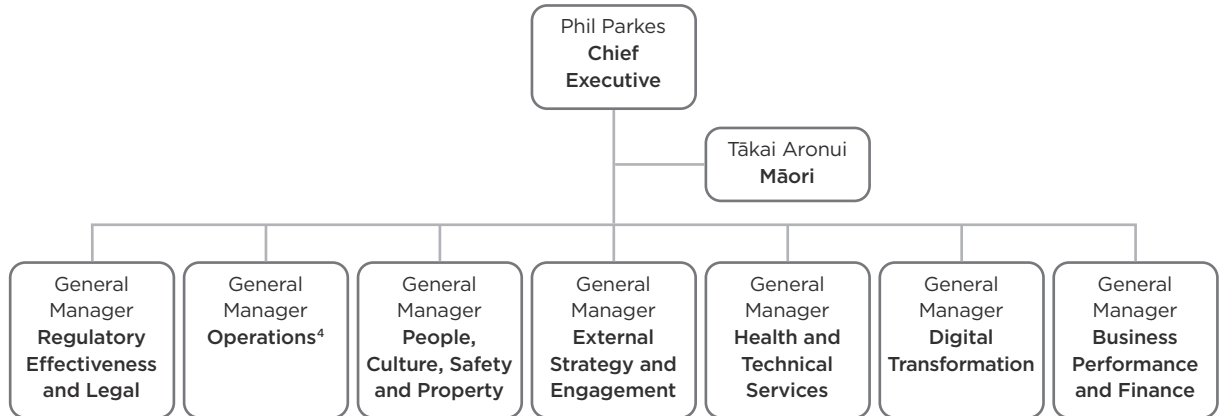 Phil Parkes
Chief
Executive
Tākai Aronui
Māori
General
Manager
Regulatory
Effectiveness
and Legal
General
Manager
Operations⁴
General
Manager
People,
Culture, Safety
and Property
General
Manager
External
Strategy and
Engagement
General
Manager
Health and
Technical
Services
General
Manager
Digital
Transformation
General
Manager
Business
Performance
and Finance